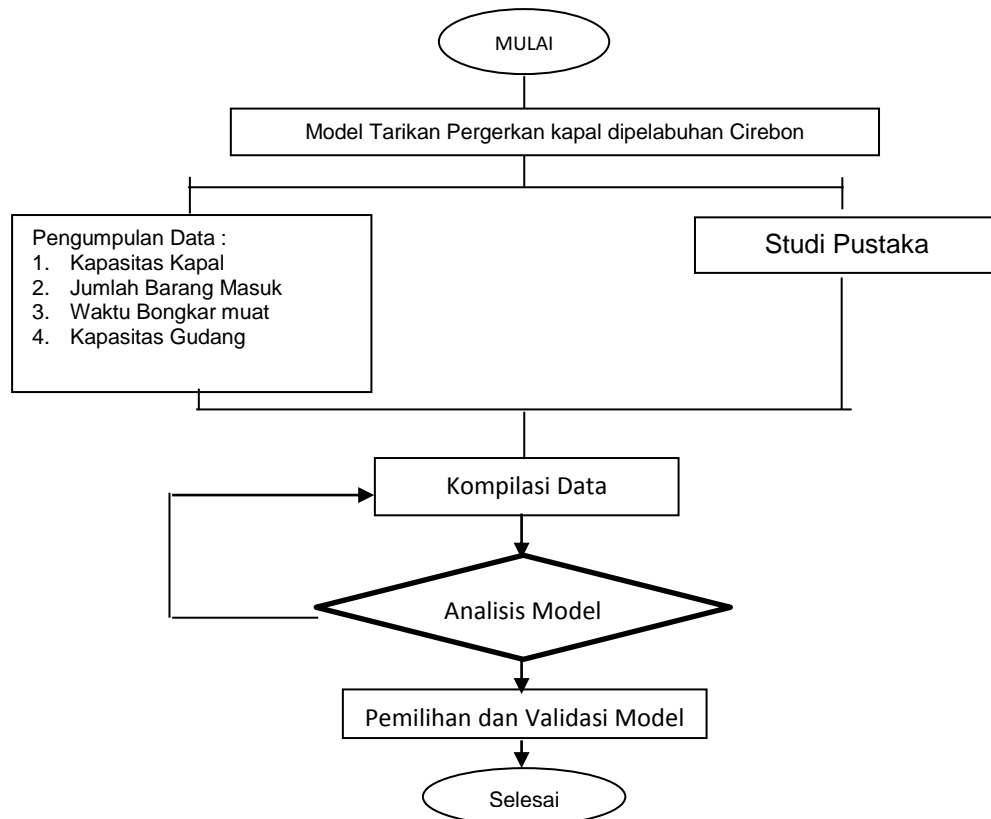 MULAI
Model Tarikan Pergerkan kapal dipelabuhan Cirebon
Pengumpulan Data :
1. Kapasitas Kapal
2. Jumlah Barang Masuk
3. Waktu Bongkar muat
4. Kapasitas Gudang
Studi Pustaka
Kompilasi Data
Analisis Model
Pemilihan dan Validasi Model
Selesai